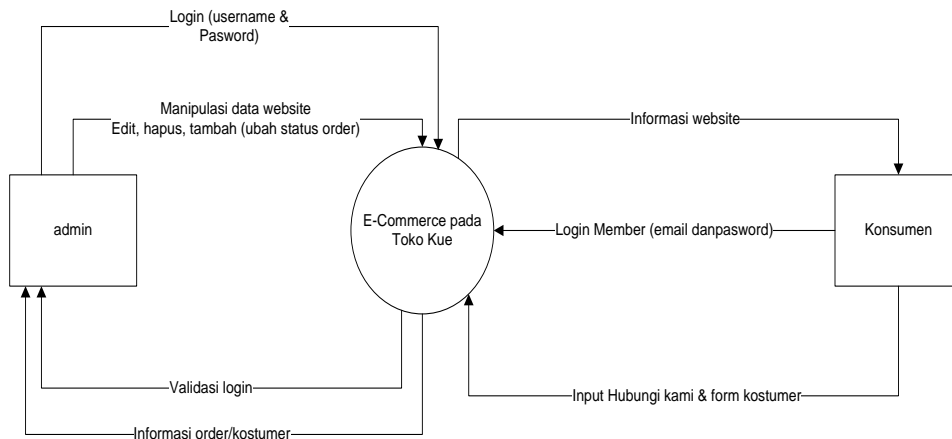 Login (username &
Pasword)
Manipulasi data website
Edit, hapus, tambah (ubah status order)
Informasi website
admin
E-Commerce pada
Toko Kue
Login Member (email danpasword)
Konsumen
Validasi login
Input Hubungi kami & form kostumer
Informasi order/kostumer